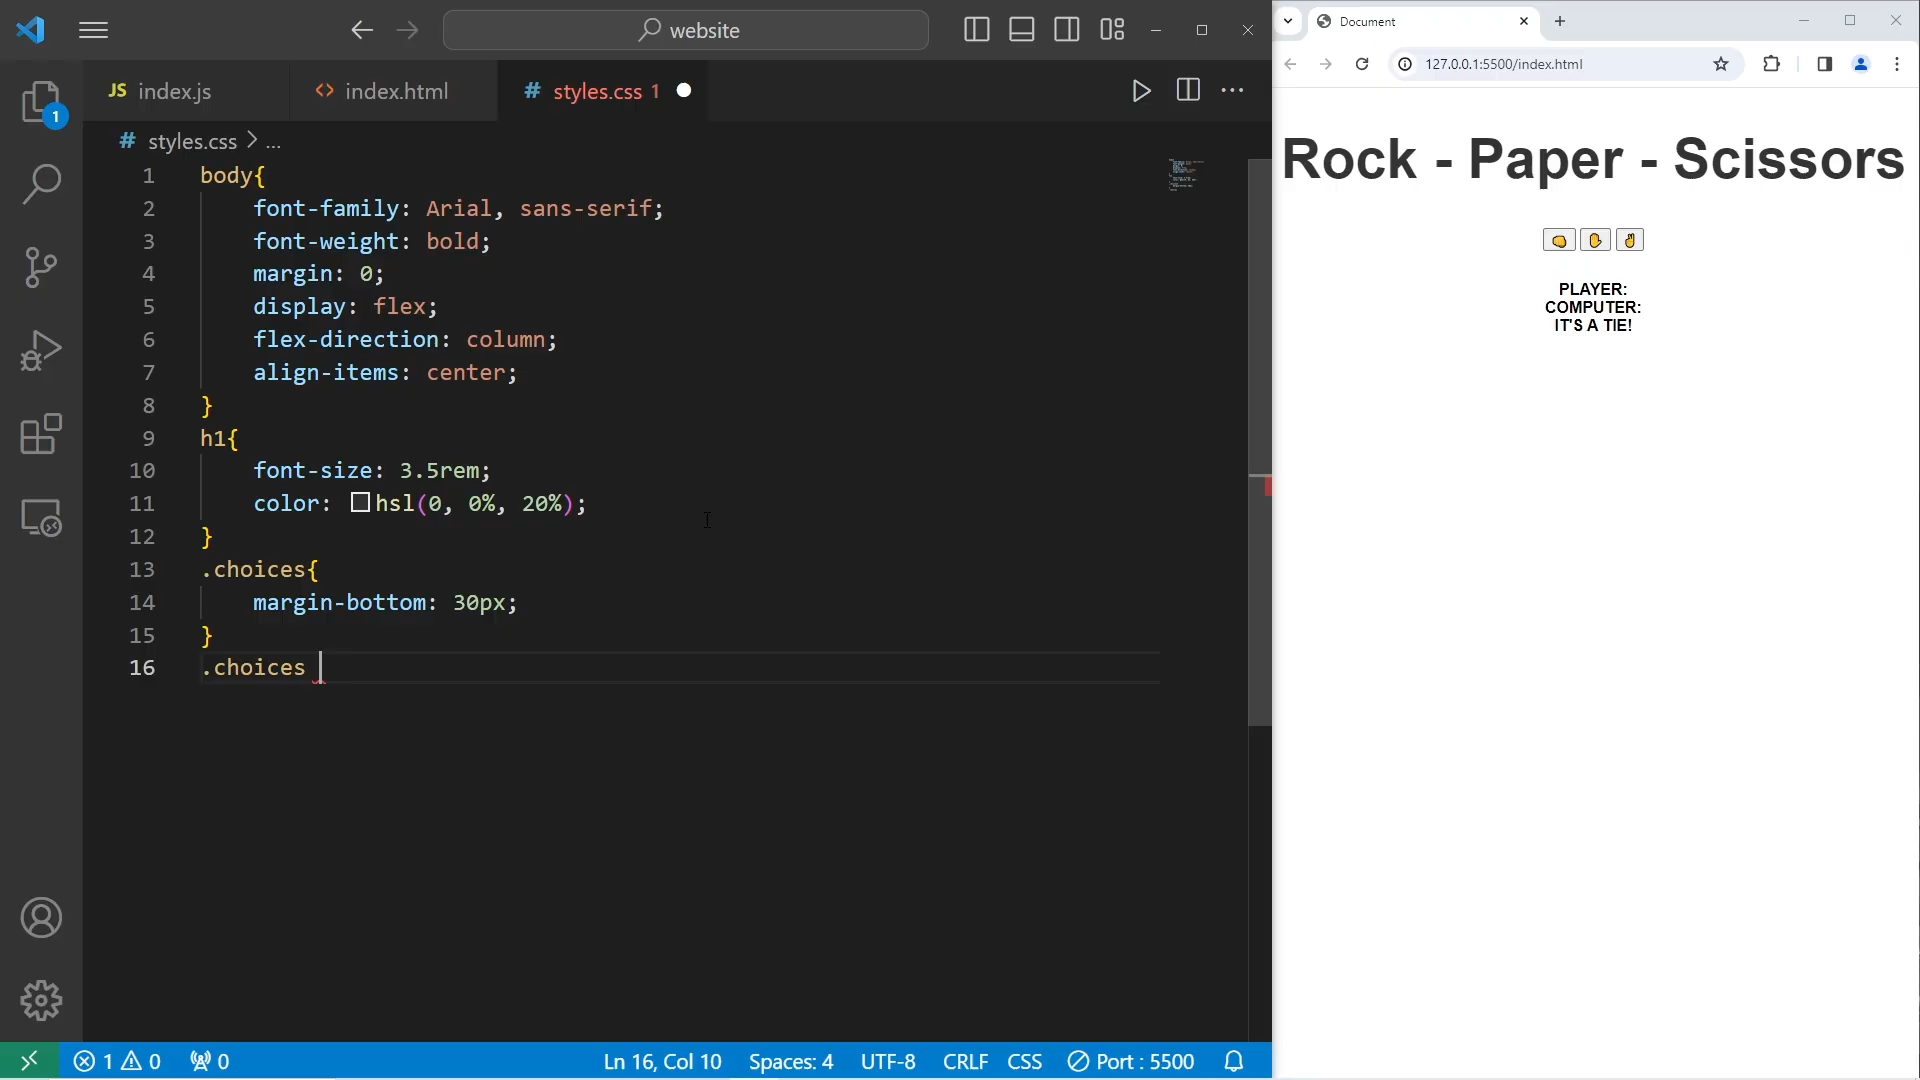 website
JS index.js
<> index.html
# styles.css 1
# styles.css > ...
1 body{
2 font-family: Arial, sans-serif;
3 font-weight: bold;
4 margin: 0;
5 display: flex;
6 flex-direction: column;
7 align-items: center;
8 }
9 h1{
10 font-size: 3.5rem;
11 color: hsl(0, 0%, 20%);
12 }
13 .choices{
14 margin-bottom: 30px;
15 }
16 .choices
1
1 0 0
Ln 16, Col 10 Spaces: 4 UTF-8 CRLF CSS Port : 5500
Document
127.0.0.1:5500/index.html
Rock - Paper - Scissors
PLAYER:
COMPUTER:
IT'S A TIE!